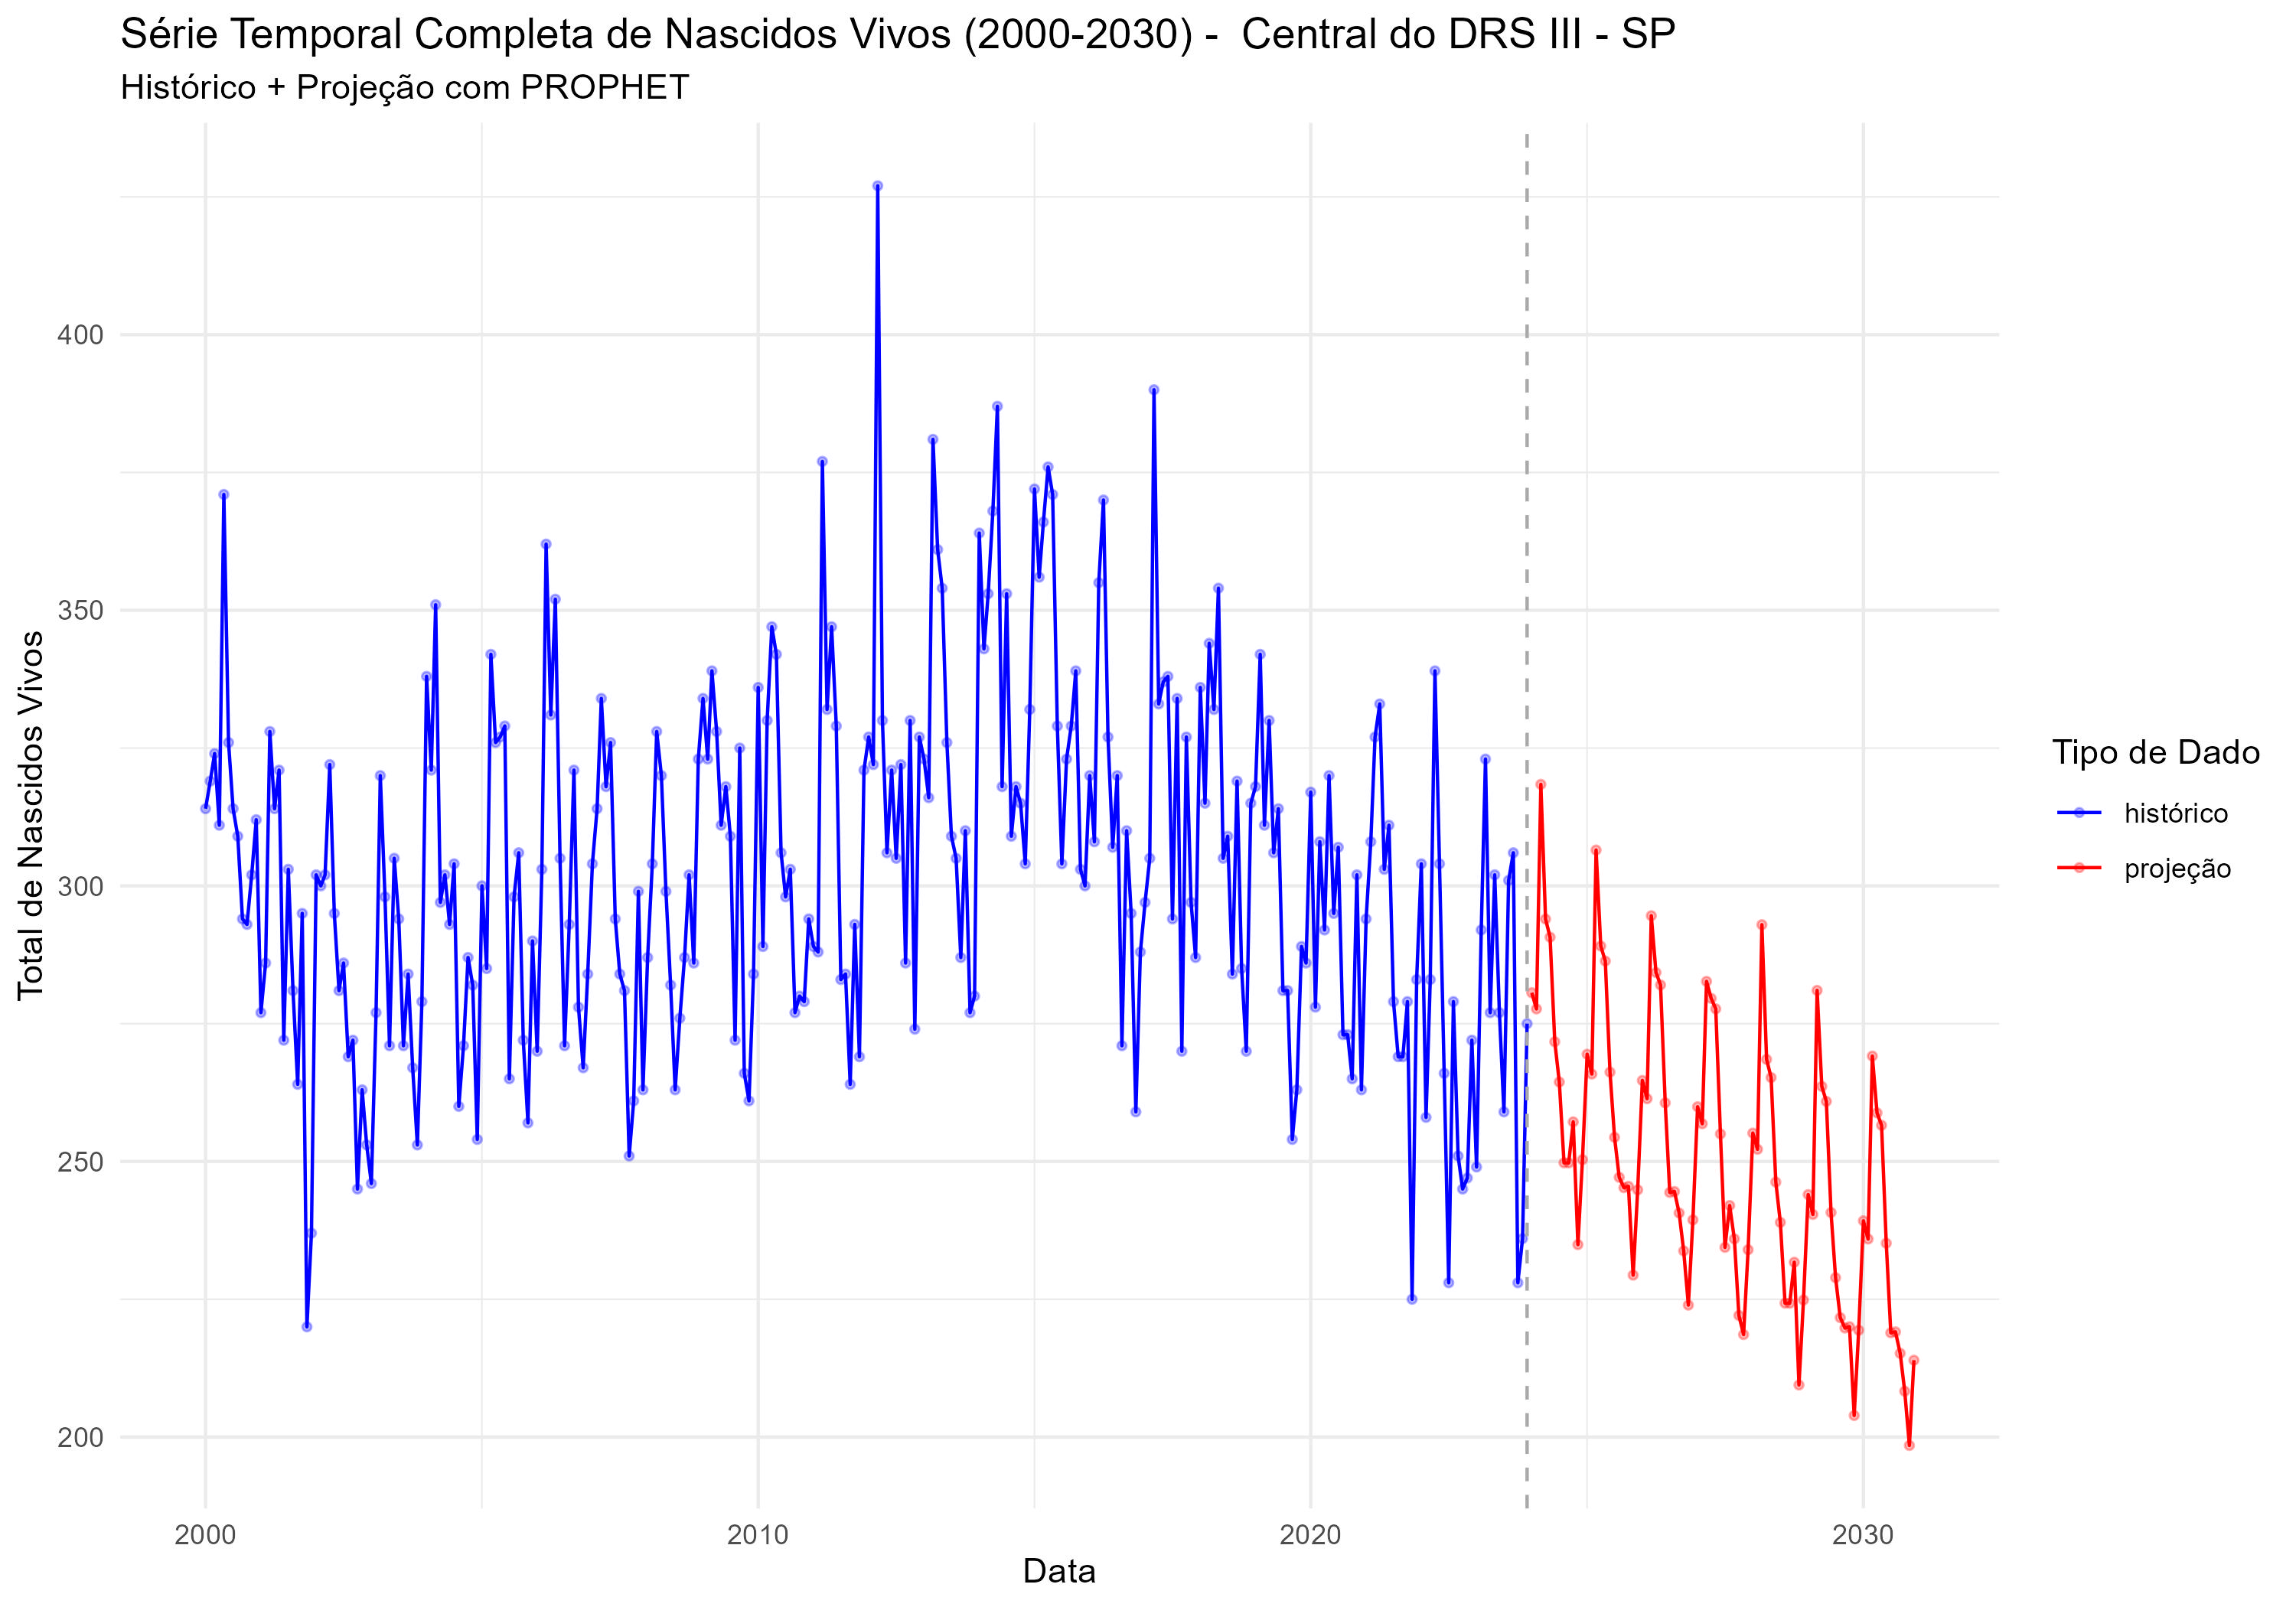 Série Temporal Completa de Nascidos Vivos (2000-2030) -  Central do DRS III - SP
Histórico + Projeção com PROPHET
Total de Nascidos Vivos
400
350
300
250
200
2000 2010 2020 2030
Data
Tipo de Dado
histórico
projeção